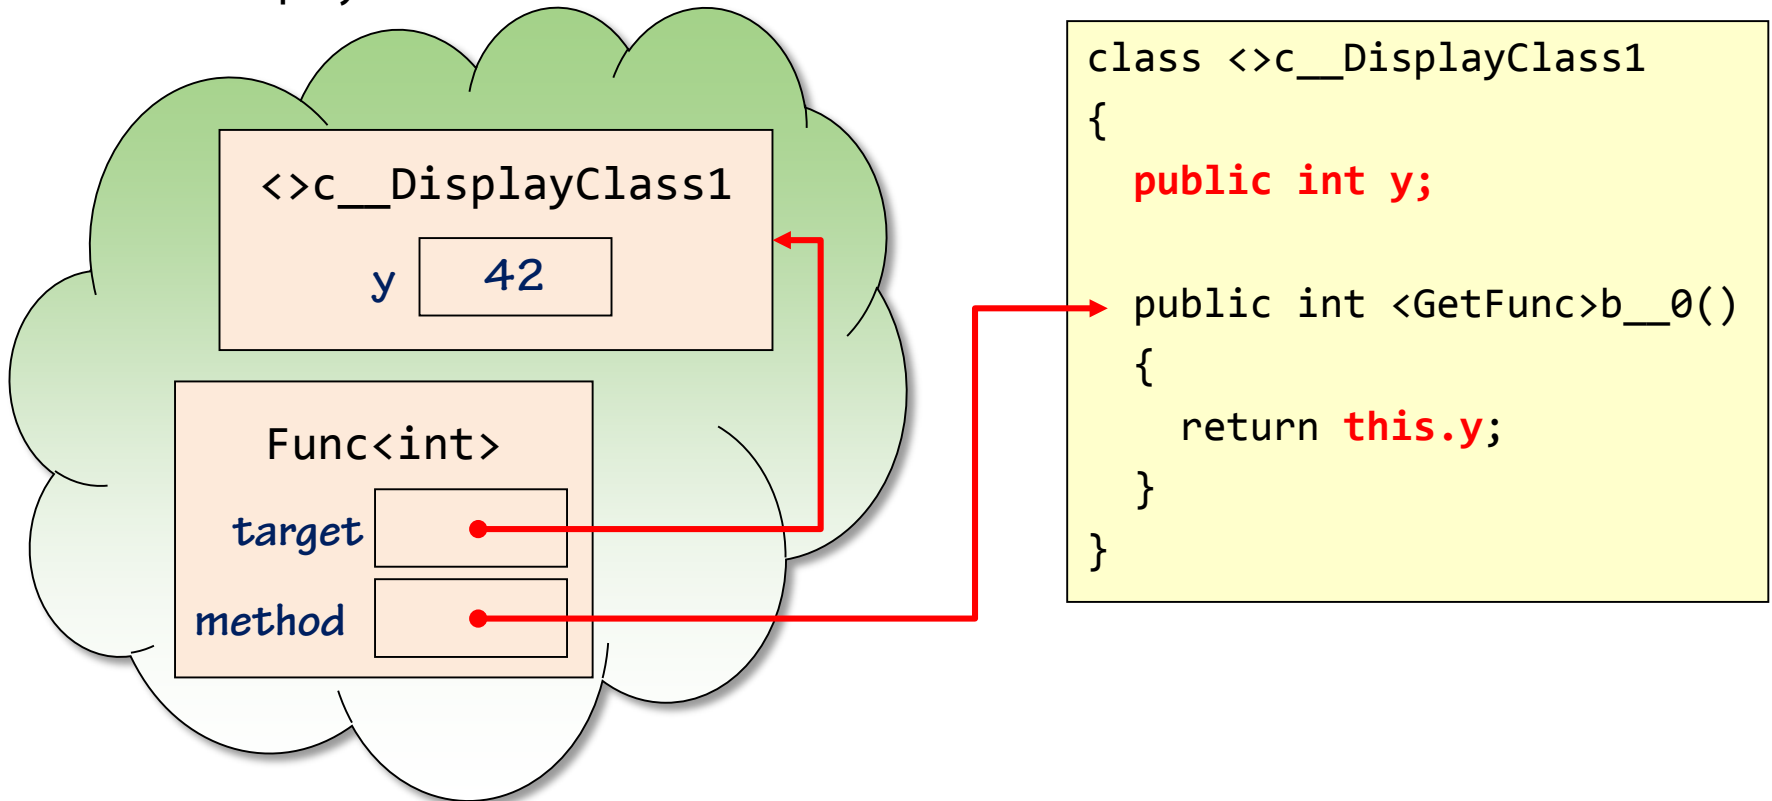 <>c__DisplayClass1
y 42
Func<int>
target
method
class <>c__DisplayClass1
{
public int y;
public int <GetFunc>b__0()
{
return this.y;
}
}